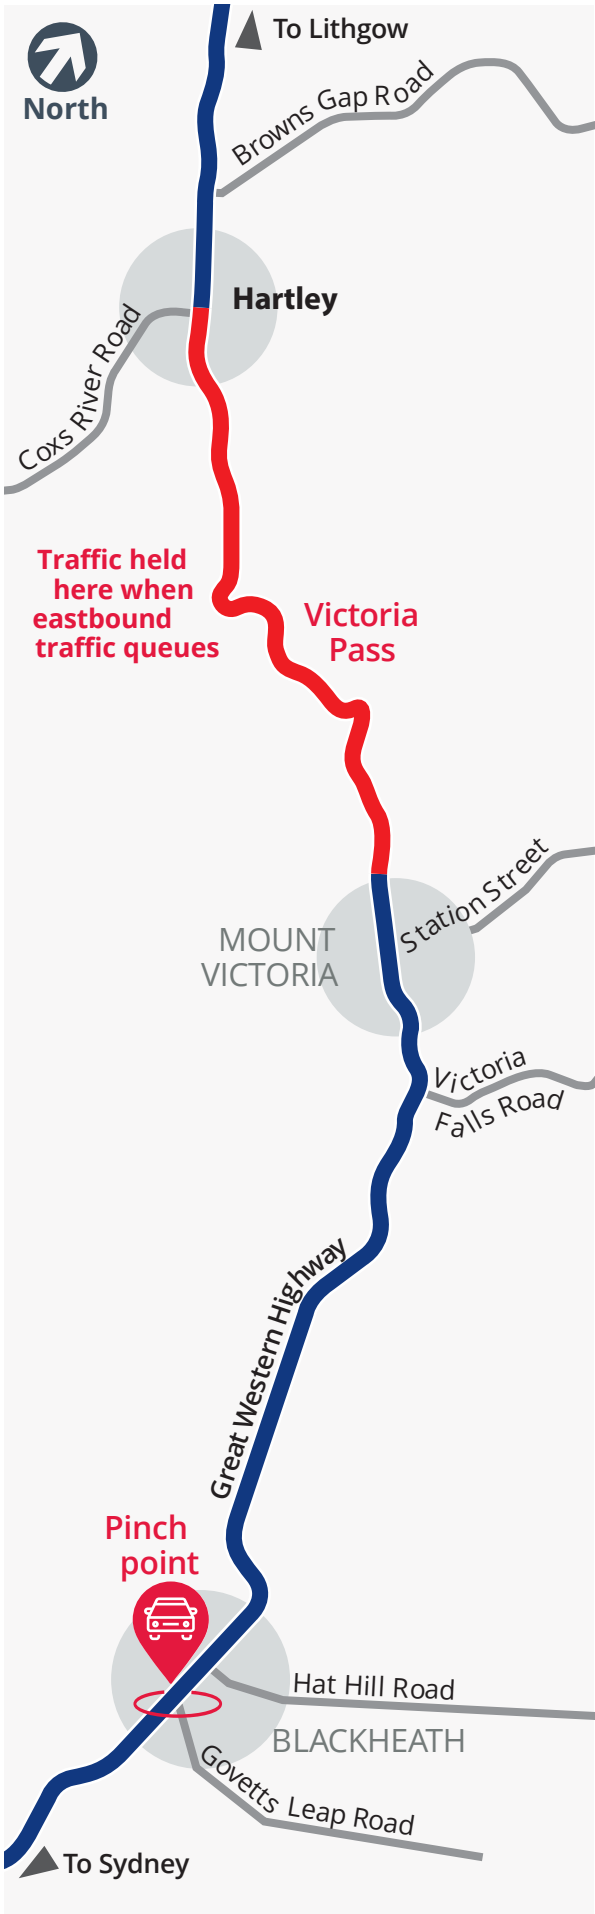 To Lithgow
North
Browns Gap Road
Hartley
Coxs River Road
Traffic held
here when
eastbound
traffic queues
Victoria
Pass
Station Street
MOUNT
VICTORIA
Victoria
Falls Road
Great Western Highway
Pinch
point
Hat Hill Road
BLACKHEATH
Govetts Leap Road
To Sydney